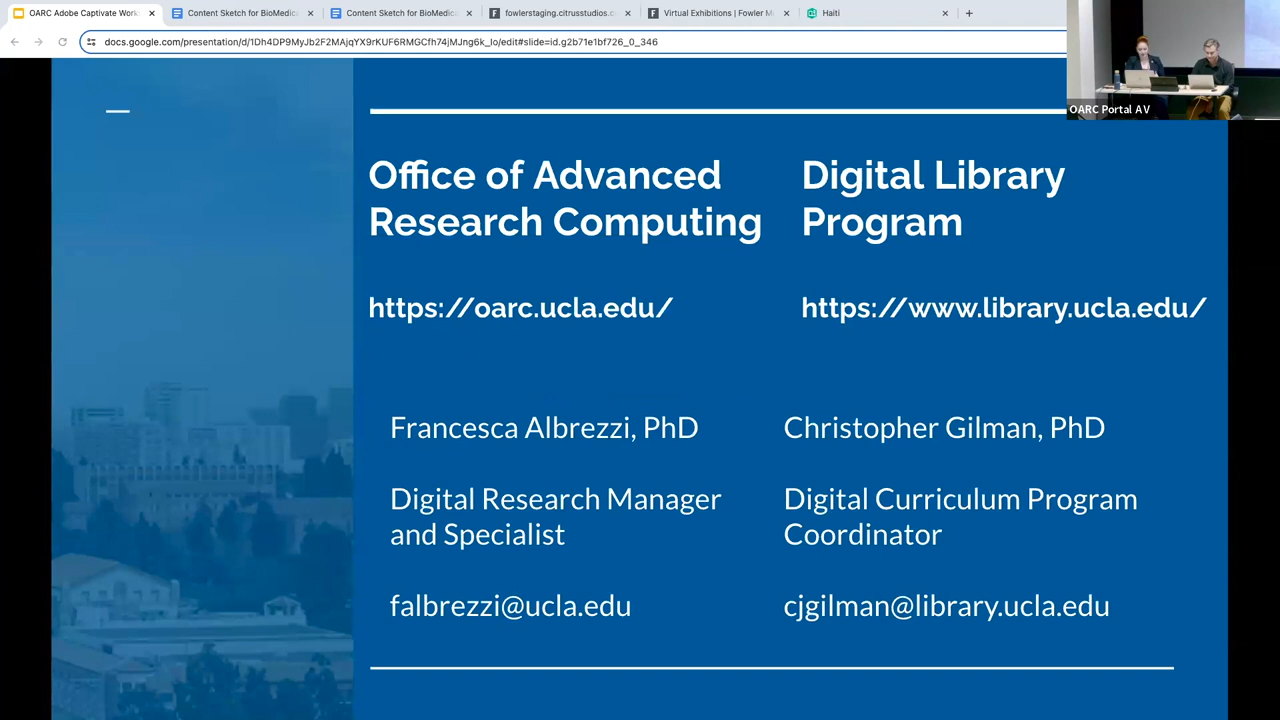 OARC Adobe Captivate Work
Content Sketch for BioMedica
Content Sketch for BioMedica
fowlerstaging.citrusstudios.c
Virtual Exhibitions | Fowler M
Haiti
docs.google.com/presentation/d/1Dh4DP9MyJb2F2MAjqYX9rKUF6RMGCfh74jMJng6k_Io/edit#slide=id.g2b71e1bf726_0_346
OARC Portal AV
Office of Advanced
Research Computing
https://oarc.ucla.edu/
Francesca Albrezzi, PhD
Digital Research Manager
and Specialist
falbrezzi@ucla.edu
Digital Library
Program
https://www.library.ucla.edu/
Christopher Gilman, PhD
Digital Curriculum Program
Coordinator
cjgilman@library.ucla.edu